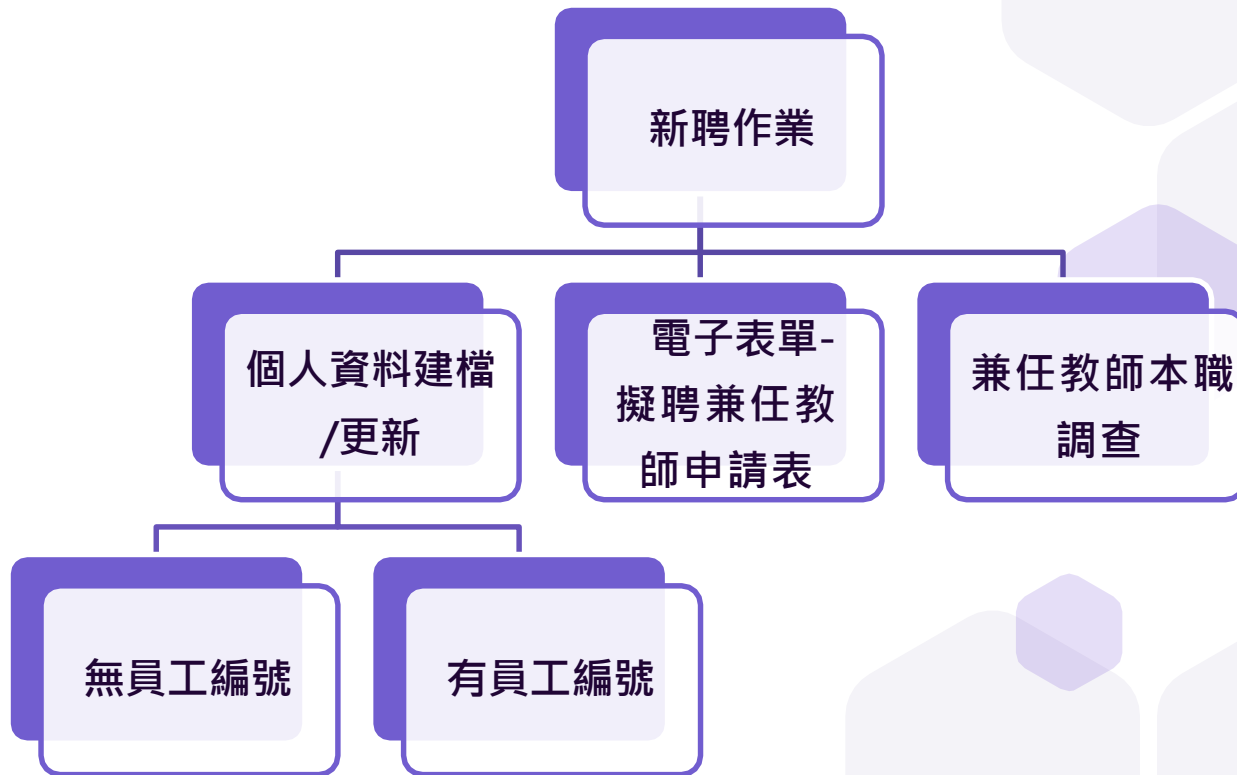 新聘作業
個人資料建檔
/更新
電子表單-
擬聘兼任教
師申請表
兼任教師本職
調查
無員工編號
有員工編號